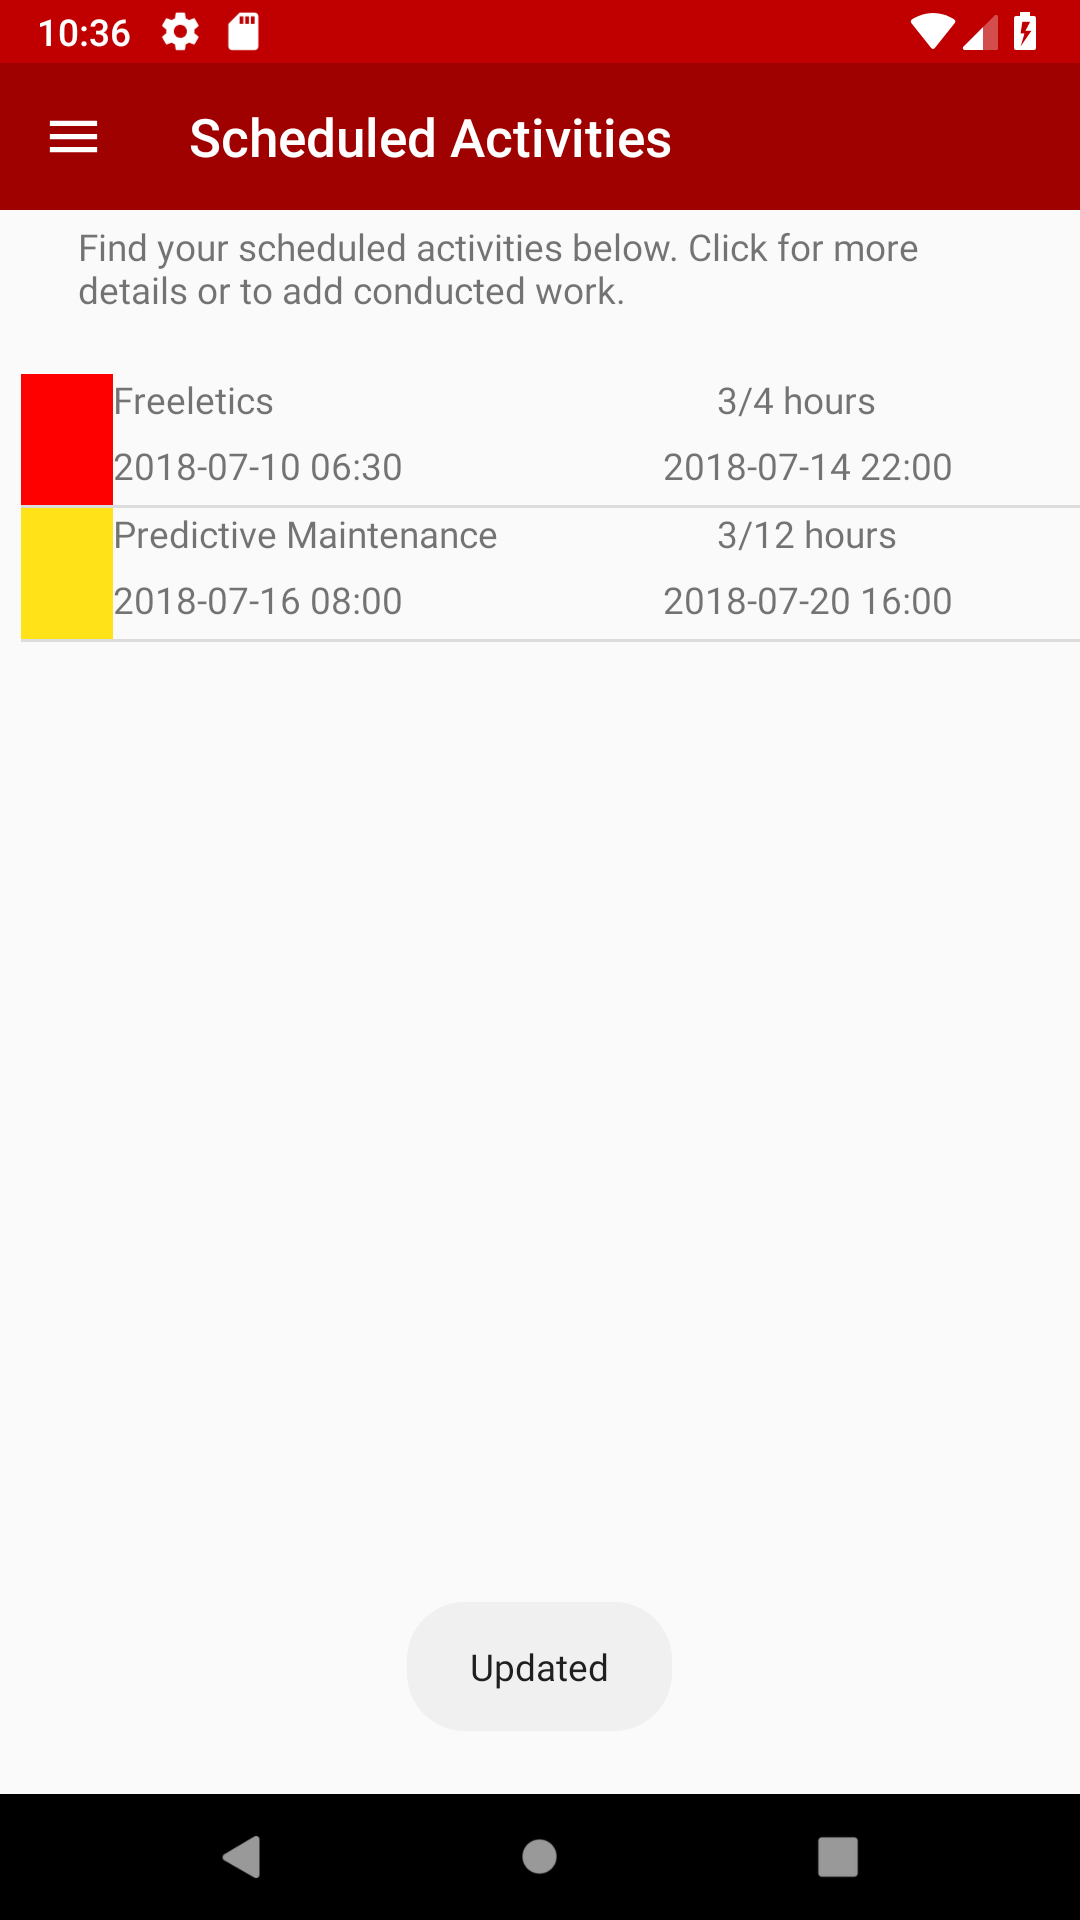 10:36
Scheduled Activities
Find your scheduled activities below. Click for more
details or to add conducted work.
Freeletics 3/4 hours
2018-07-10 06:30 2018-07-14 22:00
Predictive Maintenance 3/12 hours
2018-07-16 08:00 2018-07-20 16:00
Updated